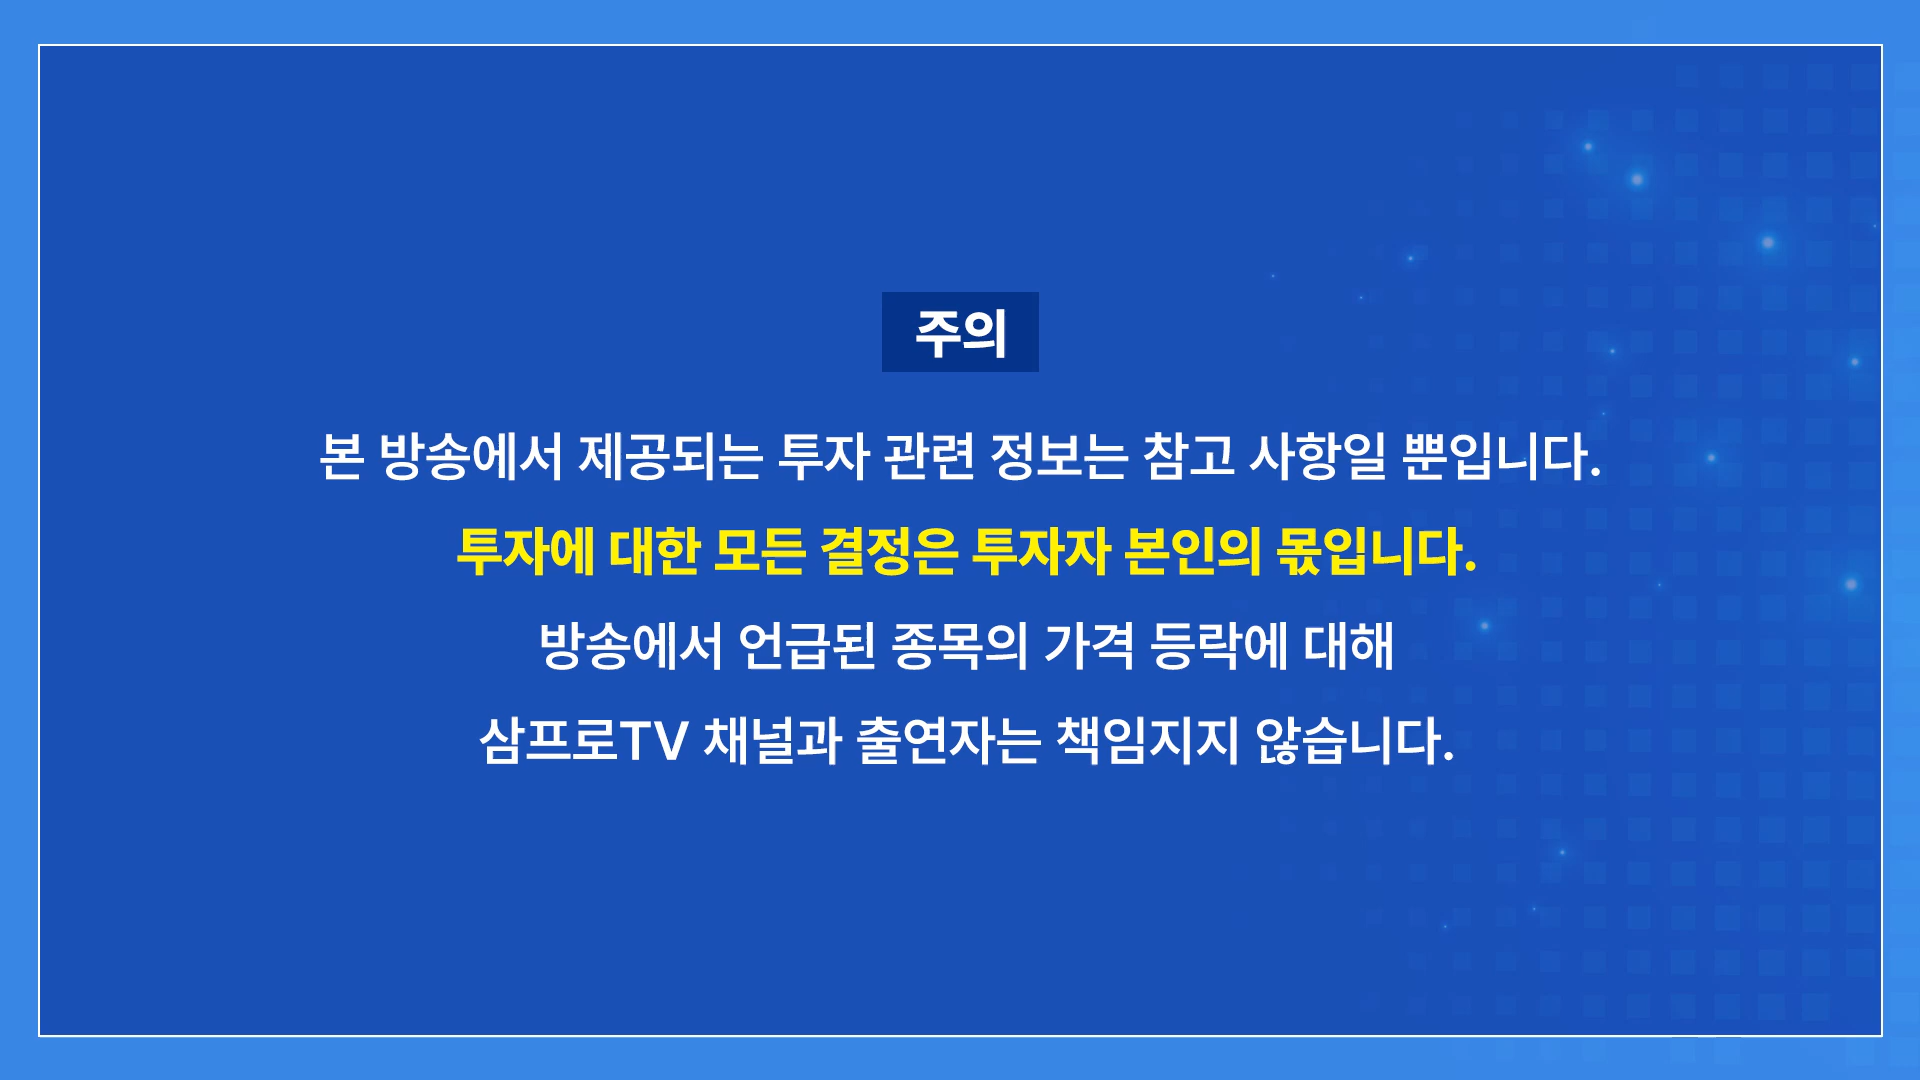 주의
본 방송에서 제공되는 투자 관련 정보는 참고 사항일 뿐입니다.
투자에 대한 모든 결정은 투자자 본인의 몫입니다.
방송에서 언급된 종목의 가격 등락에 대해
삼프로TV 채널과 출연자는 책임지지 않습니다.